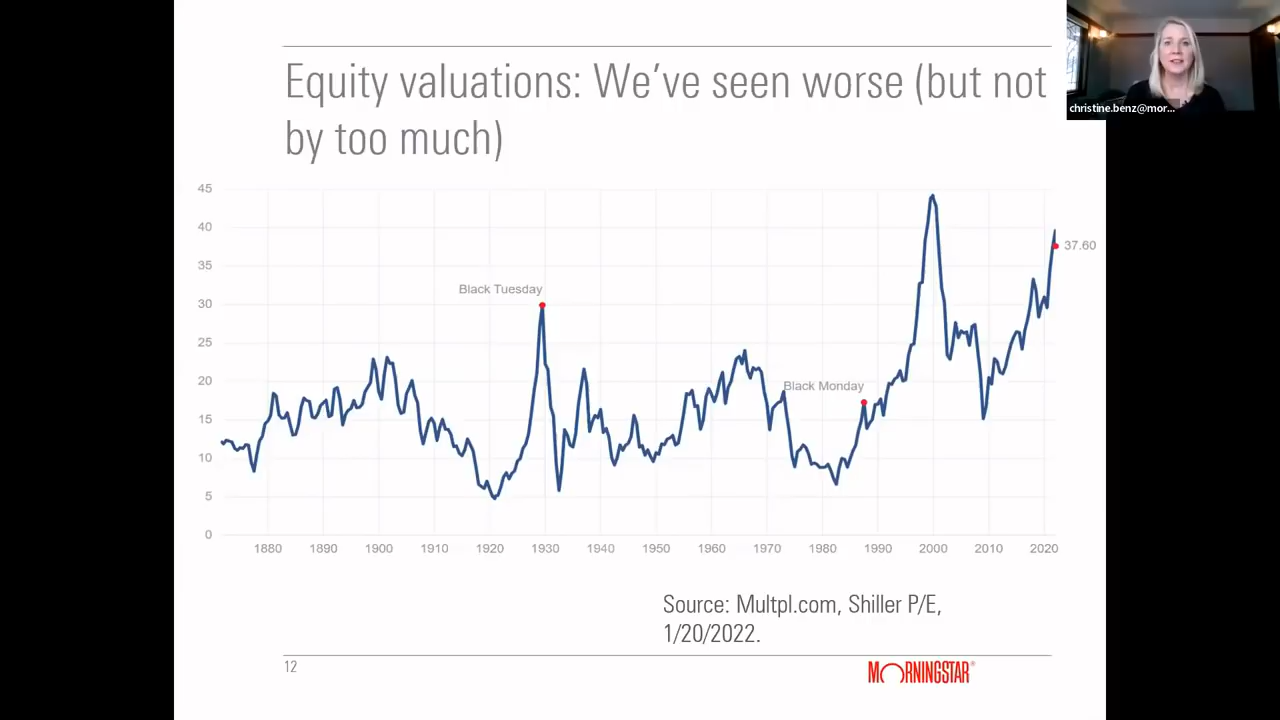 Equity valuations: We've seen worse (but not
by too much)
christine.benz@mor...
45
40
35
30
25
20
15
10
5
0
Black Tuesday
Black Monday
37.60
1880 1890 1900 1910 1920 1930 1940 1950 1960 1970 1980 1990 2000 2010 2020
Source: Multpl.com, Shiller P/E,
1/20/2022.
12
MORNINGSTAR®